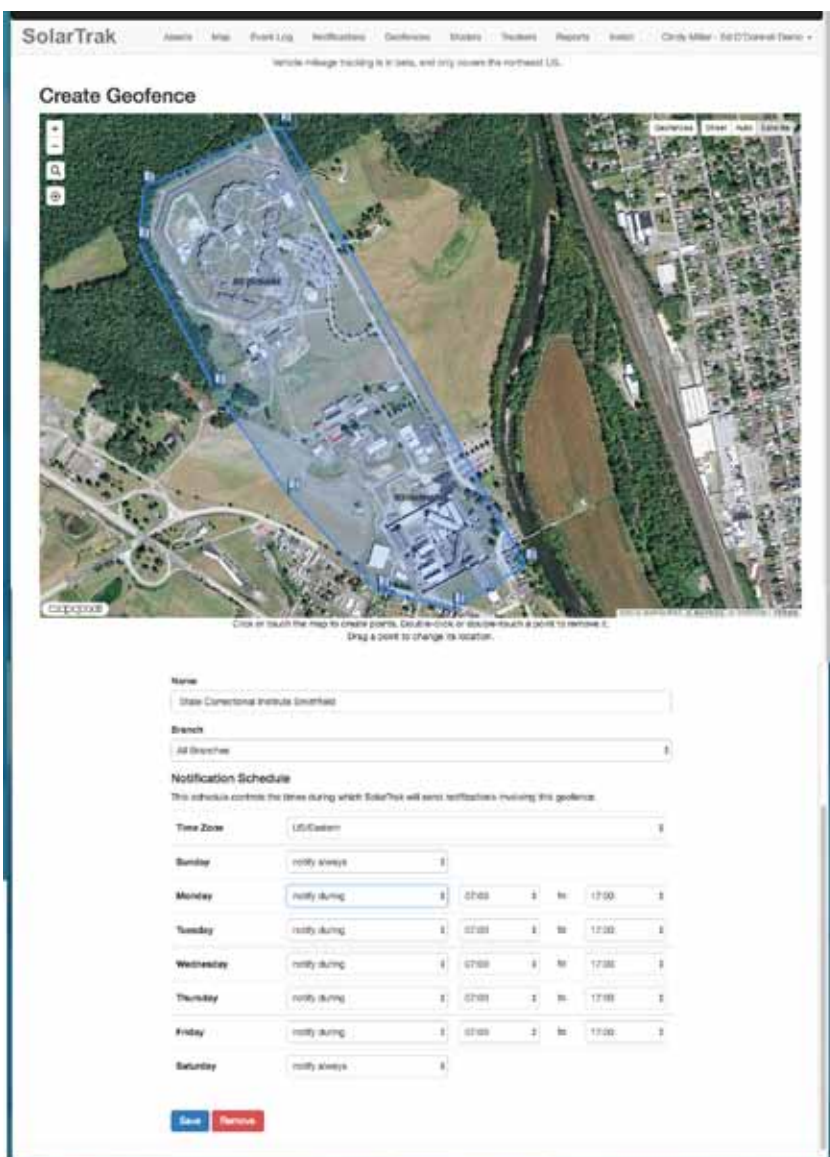 SolarTrak Assets Map Event Log Notifications Geofences Models Trackers Reports Install Cindy Miller - Ed O'Donnel Demo
Vehicle mileage tracking is in beta, and only covers the northeast US.
Create Geofence
+
-
Geofences Street Auto Satellite
mapbox
Click or touch the map to create points. Double-click or double-touch a point to remove it.
Drag a point to change its location.
Name
State Correctional Institute Smithfield
Branch
All Branches
Notification Schedule
This schedule controls the times during which SolarTrak will send notifications involving this geofence.
Time Zone US/Eastern
Sunday notify always
Monday notify during 07:00 to 17:00
Tuesday notify during 07:00 to 17:00
Wednesday notify during 07:00 to 17:00
Thursday notify during 07:00 to 17:00
Friday notify during 07:00 to 17:00
Saturday notify always
Save Remove